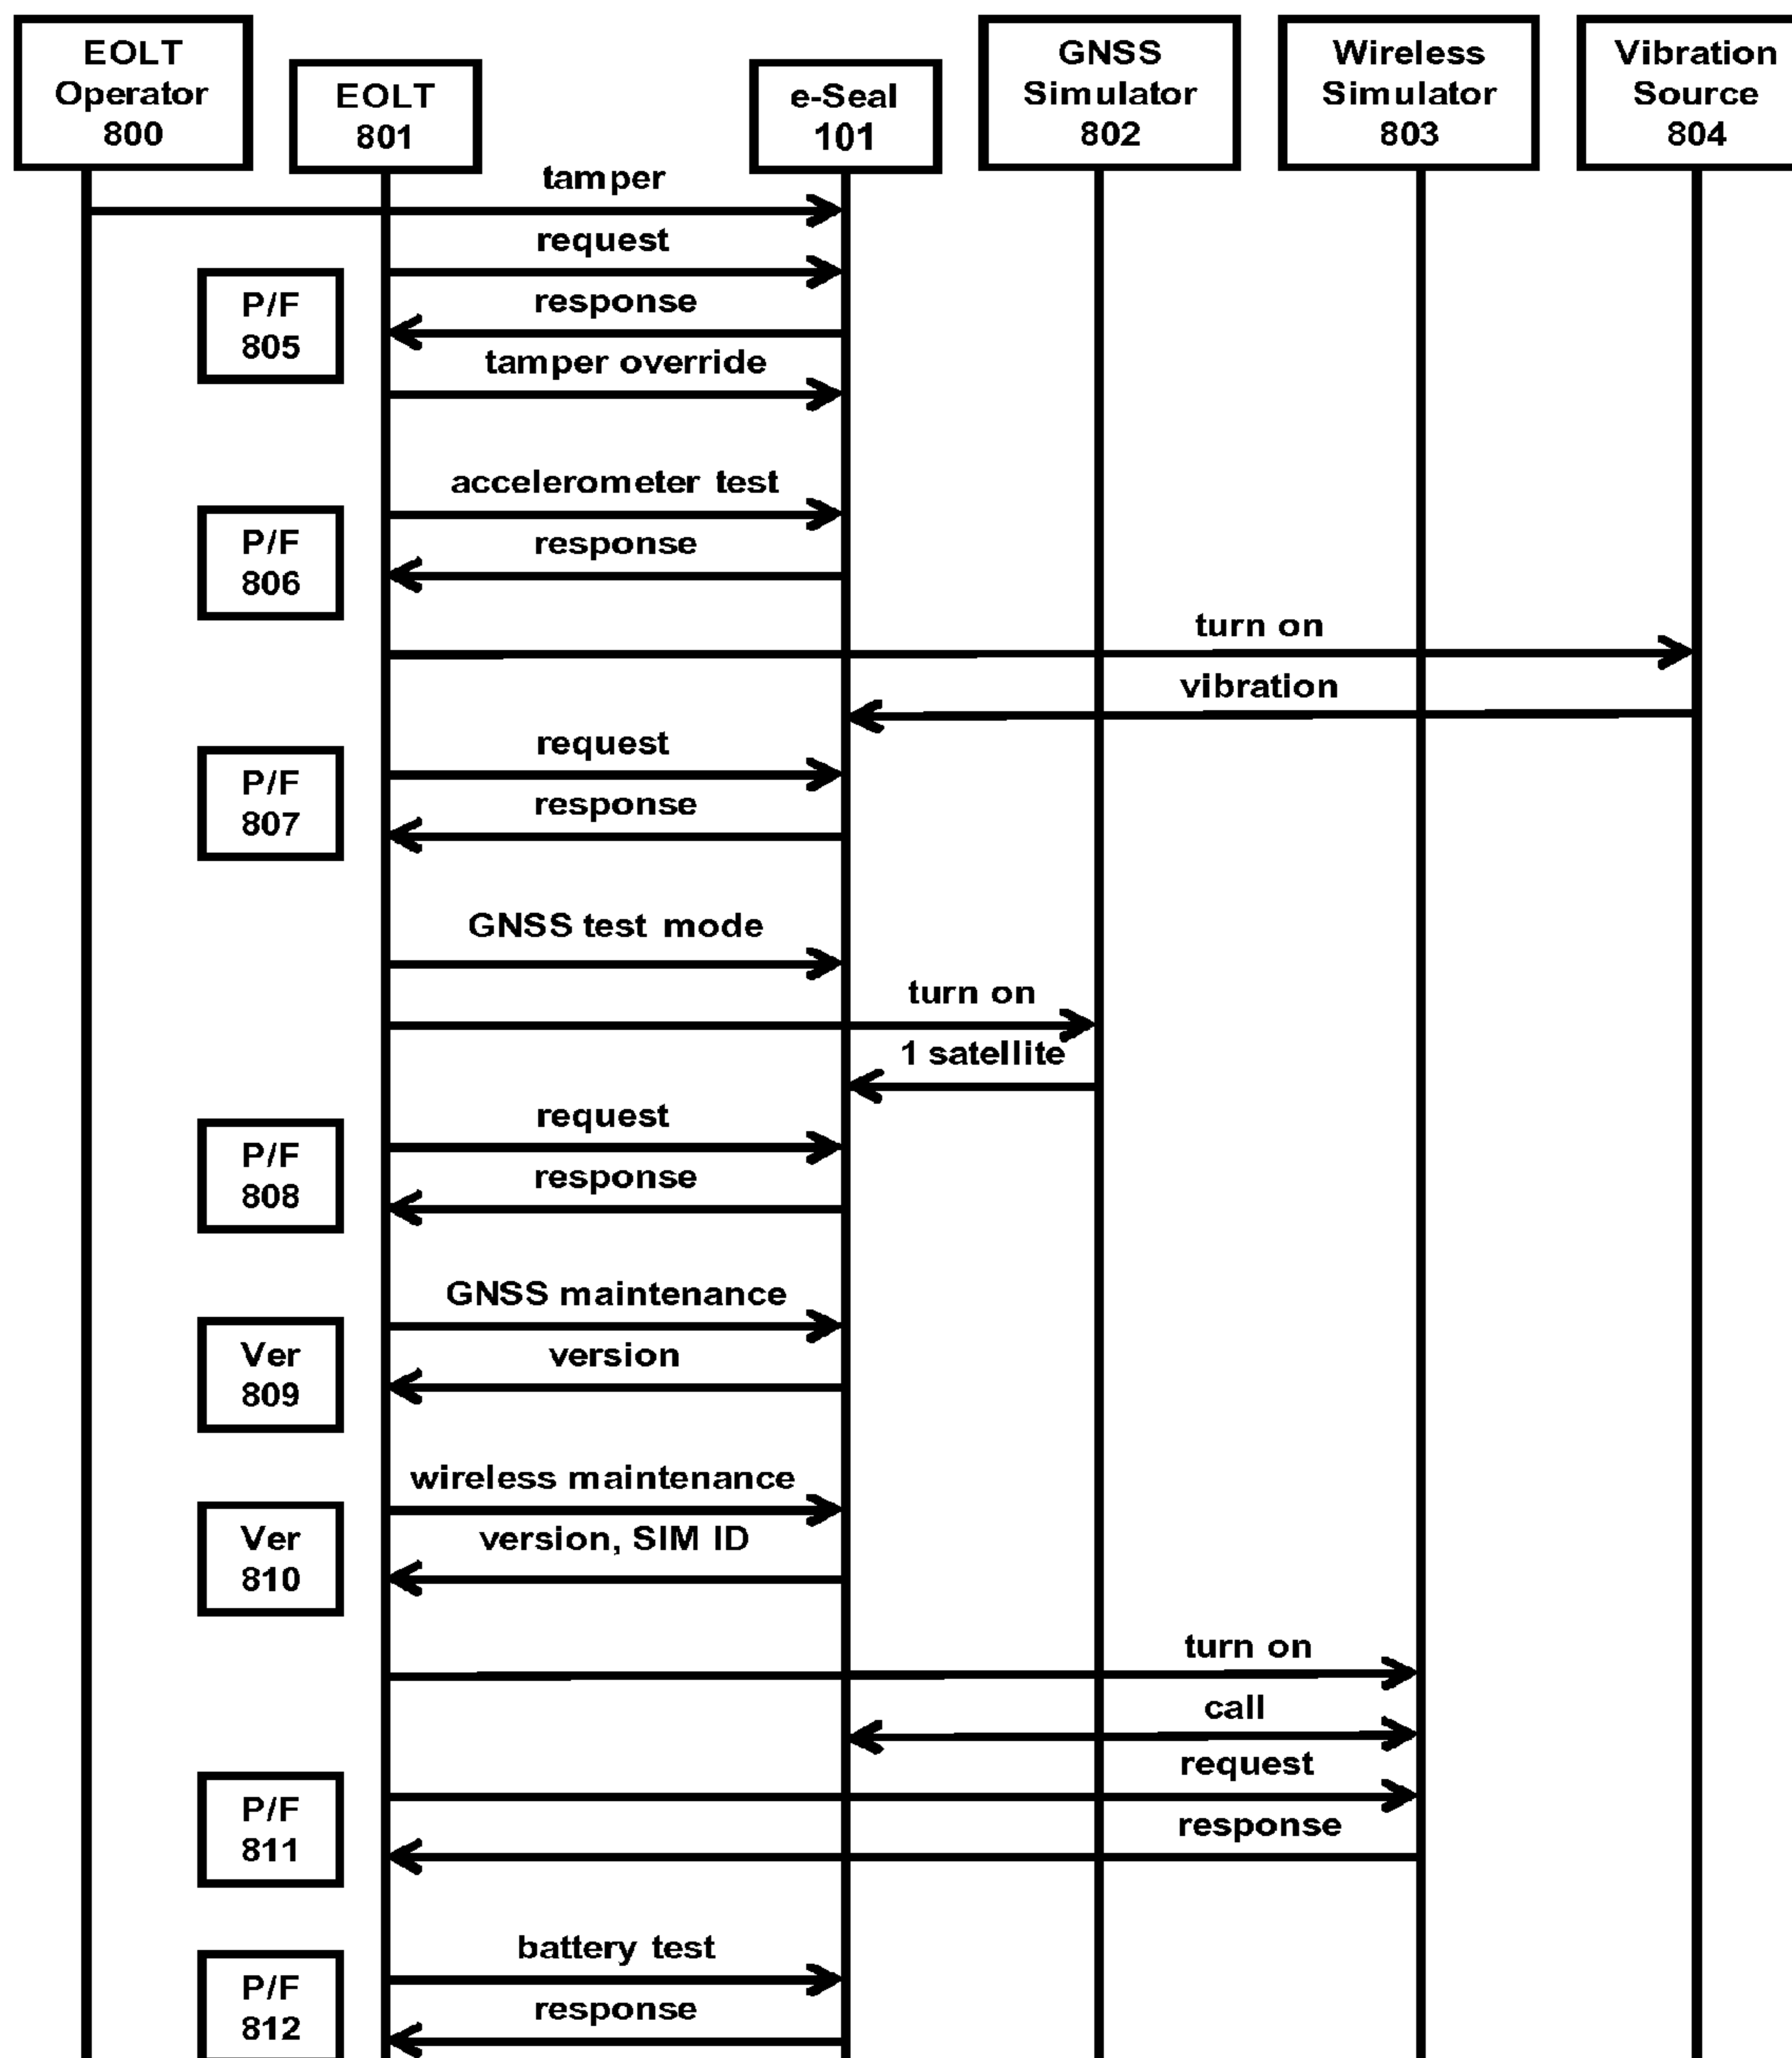 EOLT
Operator
800
EOLT
801
e-Seal
101
GNSS
Simulator
802
Wireless
Simulator
803
Vibration
Source
804
tamper
request
P/F
805
response
tamper override
accelerometer test
P/F
806
response
turn on
vibration
request
P/F
807
response
GNSS test mode
turn on
1 satellite
request
P/F
808
response
GNSS maintenance
Ver
809
version
wireless maintenance
Ver
810
version, SIM ID
turn on
call
request
P/F
811
response
battery test
P/F
812
response